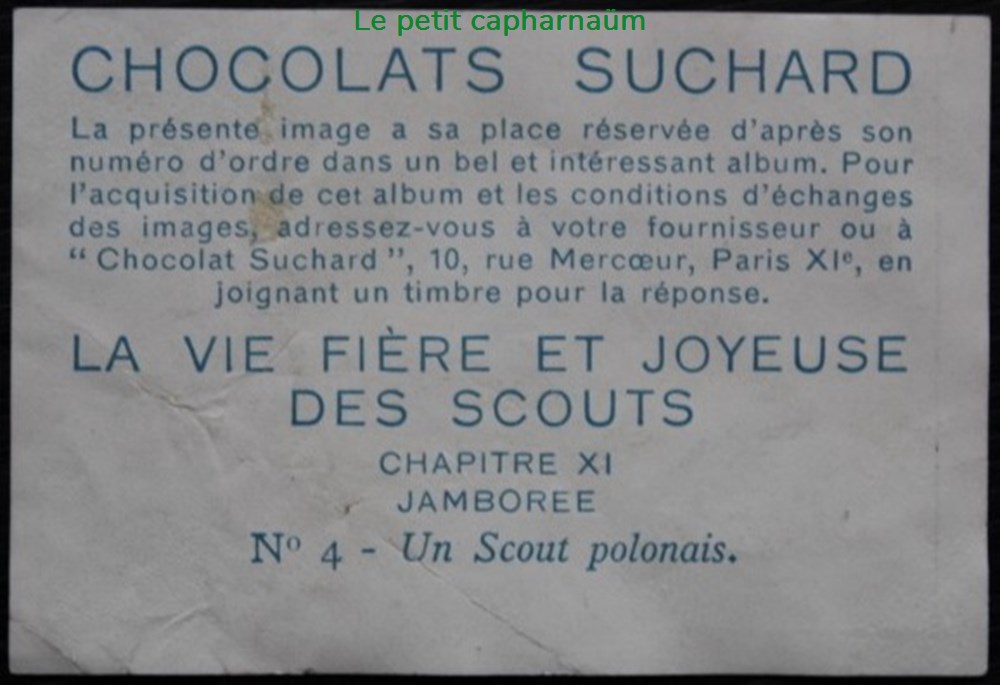 Le petit capharnaüm
CHOCOLATS SUCHARD
La présente image a sa place réservée d'après son
numéro d'ordre dans un bel et intéressant album. Pour
l'acquisition de cet album et les conditions d'échanges
des images, adressez-vous à votre fournisseur ou à
“ Chocolat Suchard ”, 10, rue Mercœur, Paris XIᵉ, en
joignant un timbre pour la réponse.
LA VIE FIÈRE ET JOYEUSE
DES SCOUTS
CHAPITRE XI
JAMBOREE
Nº 4 - Un Scout polonais.